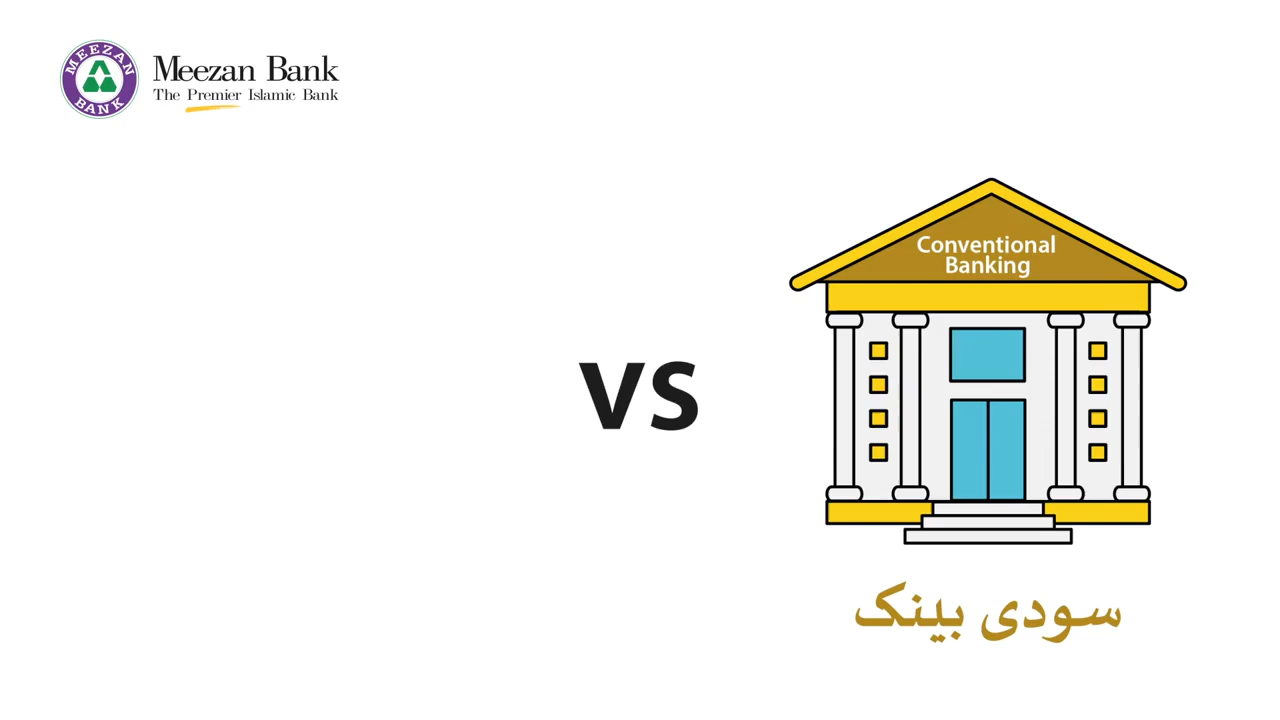 MEEZAN BANK
Meezan Bank
The Premier Islamic Bank
Conventional
Banking
VS
سودی بینک